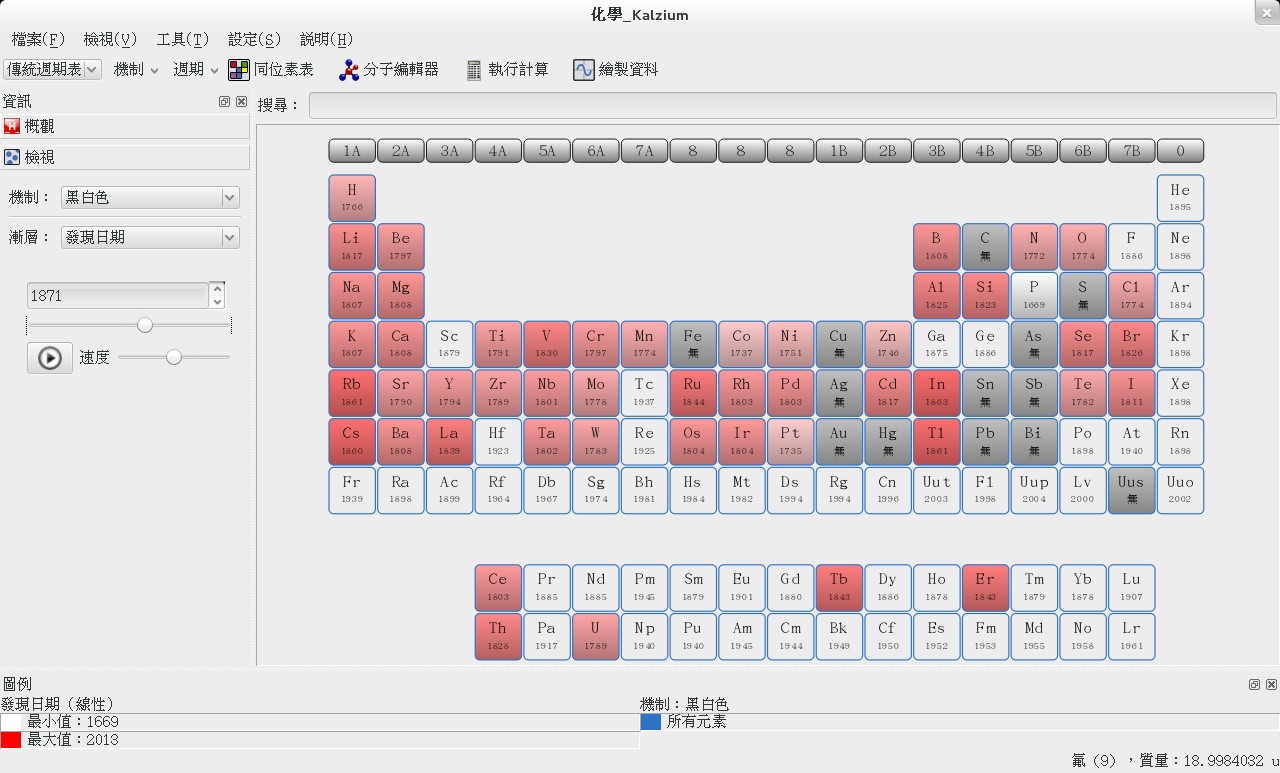 化學_Kalzium
檔案(F) 檢視(V) 工具(T) 設定(S) 說明(H)
傳統週期表 機制 週期 同位素表 分子編輯器 執行計算 繪製資料
資訊
概觀
檢視
機制： 黑白色
漸層： 發現日期
1871
速度
搜尋：
1A 2A 3A 4A 5A 6A 7A 8 8 8 1B 2B 3B 4B 5B 6B 7B 0
H He
1766 1895
Li Be B C N O F Ne
1817 1797 1808 無 1772 1774 1886 1898
Na Mg Al Si P S Cl Ar
1807 1808 1825 1823 1669 無 1774 1894
K Ca Sc Ti V Cr Mn Fe Co Ni Cu Zn Ga Ge As Se Br Kr
1807 1808 1879 1791 1830 1797 1774 無 1737 1751 無 1746 1875 1886 無 1817 1826 1898
Rb Sr Y Zr Nb Mo Tc Ru Rh Pd Ag Cd In Sn Sb Te I Xe
1861 1790 1794 1789 1801 1778 1937 1844 1803 1803 無 1817 1863 無 無 1782 1811 1898
Cs Ba La Hf Ta W Re Os Ir Pt Au Hg Tl Pb Bi Po At Rn
1860 1808 1839 1923 1802 1783 1925 1804 1804 1735 無 無 1861 無 無 1898 1940 1898
Fr Ra Ac Rf Db Sg Bh Hs Mt Ds Rg Cn Uut Fl Uup Lv Uus Uuo
1939 1898 1899 1964 1967 1974 1981 1984 1982 1994 1994 1996 2003 1998 2004 2000 無 2002
Ce Pr Nd Pm Sm Eu Gd Tb Dy Ho Er Tm Yb Lu
1803 1885 1885 1945 1879 1901 1880 1843 1886 1878 1843 1879 1878 1907
Th Pa U Np Pu Am Cm Bk Cf Es Fm Md No Lr
1828 1917 1789 1940 1940 1945 1944 1949 1950 1952 1953 1955 1958 1961
圖例
發現日期（線性）
最小值：1669
最大值：2013
機制：黑白色
所有元素
氟 (9) ，質量：18.9984032 u